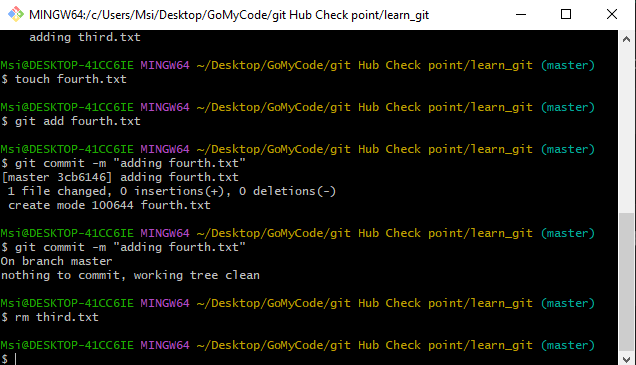 MINGW64:/c/Users/Msi/Desktop/GoMyCode/git Hub Check point/learn_git
    adding third.txt
Msi@DESKTOP-41CC6IE MINGW64 ~/Desktop/GoMyCode/git Hub Check point/learn_git (master)
$ touch fourth.txt
Msi@DESKTOP-41CC6IE MINGW64 ~/Desktop/GoMyCode/git Hub Check point/learn_git (master)
$ git add fourth.txt
Msi@DESKTOP-41CC6IE MINGW64 ~/Desktop/GoMyCode/git Hub Check point/learn_git (master)
$ git commit -m "adding fourth.txt"
[master 3cb6146] adding fourth.txt
 1 file changed, 0 insertions(+), 0 deletions(-)
 create mode 100644 fourth.txt
Msi@DESKTOP-41CC6IE MINGW64 ~/Desktop/GoMyCode/git Hub Check point/learn_git (master)
$ git commit -m "adding fourth.txt"
On branch master
nothing to commit, working tree clean
Msi@DESKTOP-41CC6IE MINGW64 ~/Desktop/GoMyCode/git Hub Check point/learn_git (master)
$ rm third.txt
Msi@DESKTOP-41CC6IE MINGW64 ~/Desktop/GoMyCode/git Hub Check point/learn_git (master)
$